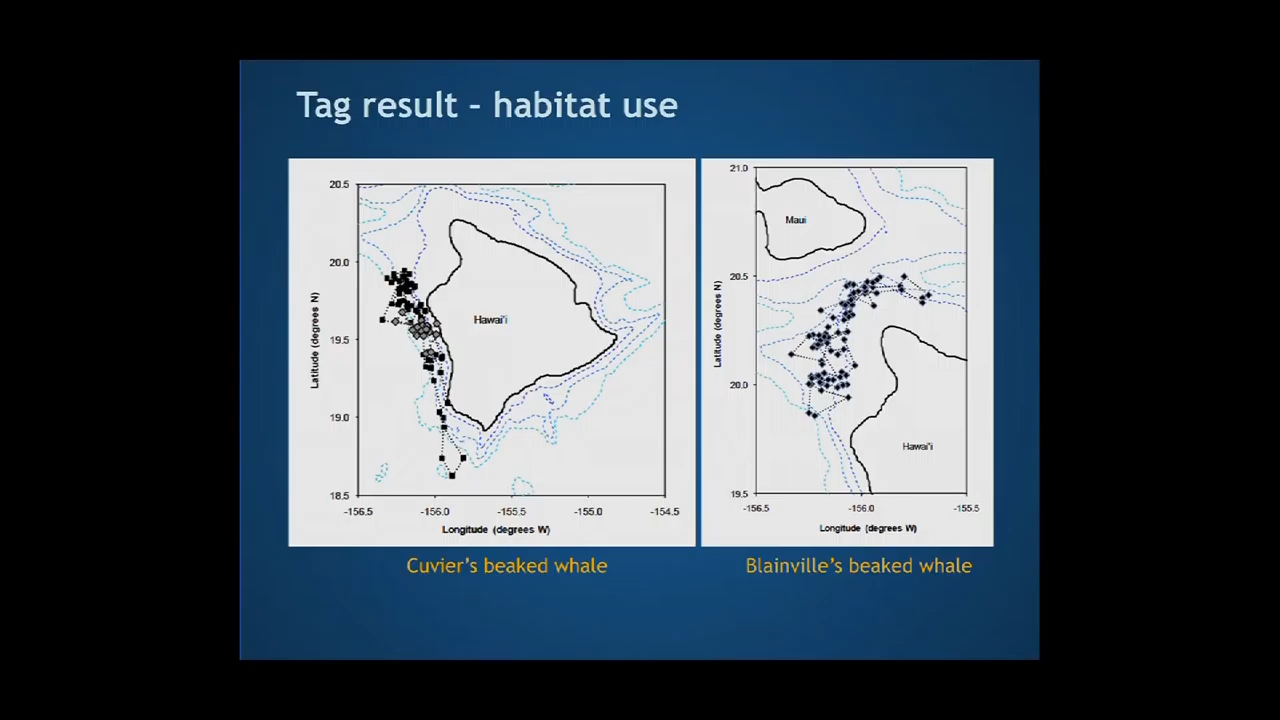 Tag result - habitat use
20.5
20.0
19.5
19.0
18.5
Latitude (degrees N)
Hawai'i
-156.5 -156.0 -155.5 -155.0 -154.5
Longitude (degrees W)
21.0
20.5
20.0
19.5
Latitude (degrees N)
Maui
Hawai'i
-156.5 -156.0 -155.5
Longitude (degrees W)
Cuvier's beaked whale
Blainville's beaked whale